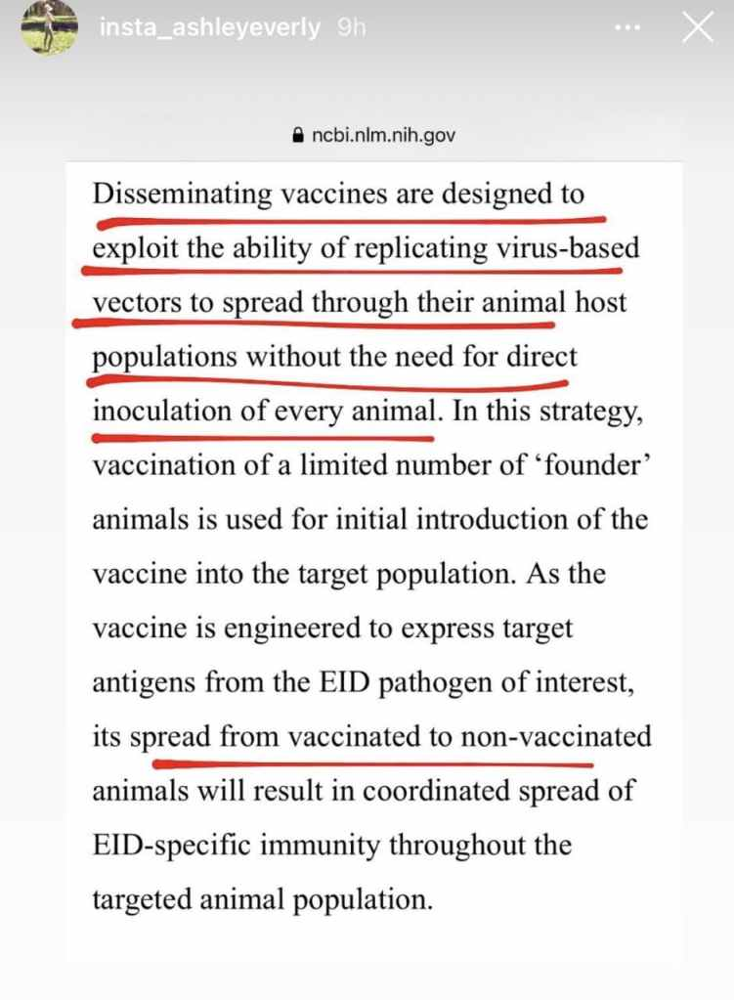 insta_ashleyeverly 9h
ncbi.nlm.nih.gov
Disseminating vaccines are designed to
exploit the ability of replicating virus-based
vectors to spread through their animal host
populations without the need for direct
inoculation of every animal. In this strategy,
vaccination of a limited number of ‘founder’
animals is used for initial introduction of the
vaccine into the target population. As the
vaccine is engineered to express target
antigens from the EID pathogen of interest,
its spread from vaccinated to non-vaccinated
animals will result in coordinated spread of
EID-specific immunity throughout the
targeted animal population.